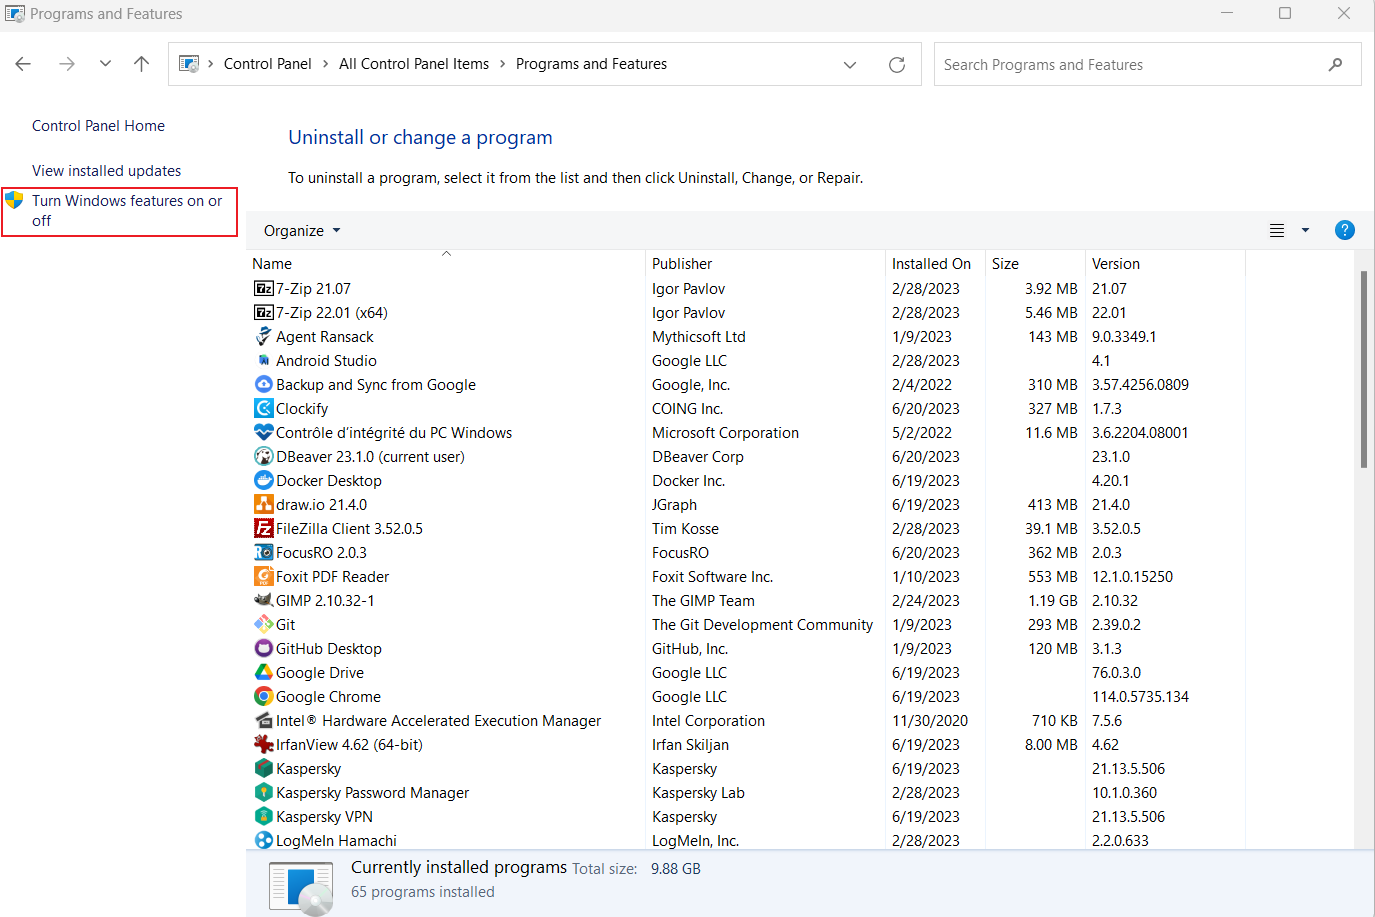 Programs and Features
Control Panel > All Control Panel Items > Programs and Features
Search Programs and Features
Control Panel Home
View installed updates
Turn Windows features on or
off
Uninstall or change a program
To uninstall a program, select it from the list and then click Uninstall, Change, or Repair.
Organize
?
Name Publisher Installed On Size Version
7z 7-Zip 21.07 Igor Pavlov 2/28/2023 3.92 MB 21.07
7z 7-Zip 22.01 (x64) Igor Pavlov 2/28/2023 5.46 MB 22.01
Agent Ransack Mythicsoft Ltd 1/9/2023 143 MB 9.0.3349.1
Android Studio Google LLC 2/28/2023 4.1
Backup and Sync from Google Google, Inc. 2/4/2022 310 MB 3.57.4256.0809
Clockify COING Inc. 6/20/2023 327 MB 1.7.3
Contrôle d’intégrité du PC Windows Microsoft Corporation 5/2/2022 11.6 MB 3.6.2204.08001
DBeaver 23.1.0 (current user) DBeaver Corp 6/20/2023 23.1.0
Docker Desktop Docker Inc. 6/19/2023 4.20.1
draw.io 21.4.0 JGraph 6/19/2023 413 MB 21.4.0
FZ FileZilla Client 3.52.0.5 Tim Kosse 2/28/2023 39.1 MB 3.52.0.5
FocusRO 2.0.3 FocusRO 6/20/2023 362 MB 2.0.3
Foxit PDF Reader Foxit Software Inc. 1/10/2023 553 MB 12.1.0.15250
GIMP 2.10.32-1 The GIMP Team 2/24/2023 1.19 GB 2.10.32
Git The Git Development Community 1/9/2023 293 MB 2.39.0.2
GitHub Desktop GitHub, Inc. 1/9/2023 120 MB 3.1.3
Google Drive Google LLC 6/19/2023 76.0.3.0
Google Chrome Google LLC 6/19/2023 114.0.5735.134
Intel® Hardware Accelerated Execution Manager Intel Corporation 11/30/2020 710 KB 7.5.6
IrfanView 4.62 (64-bit) Irfan Skiljan 6/19/2023 8.00 MB 4.62
Kaspersky Kaspersky 6/19/2023 21.13.5.506
Kaspersky Password Manager Kaspersky Lab 2/28/2023 10.1.0.360
Kaspersky VPN Kaspersky 6/19/2023 21.13.5.506
LogMeIn Hamachi LogMeIn, Inc. 2/28/2023 2.2.0.633
Currently installed programs Total size: 9.88 GB
65 programs installed